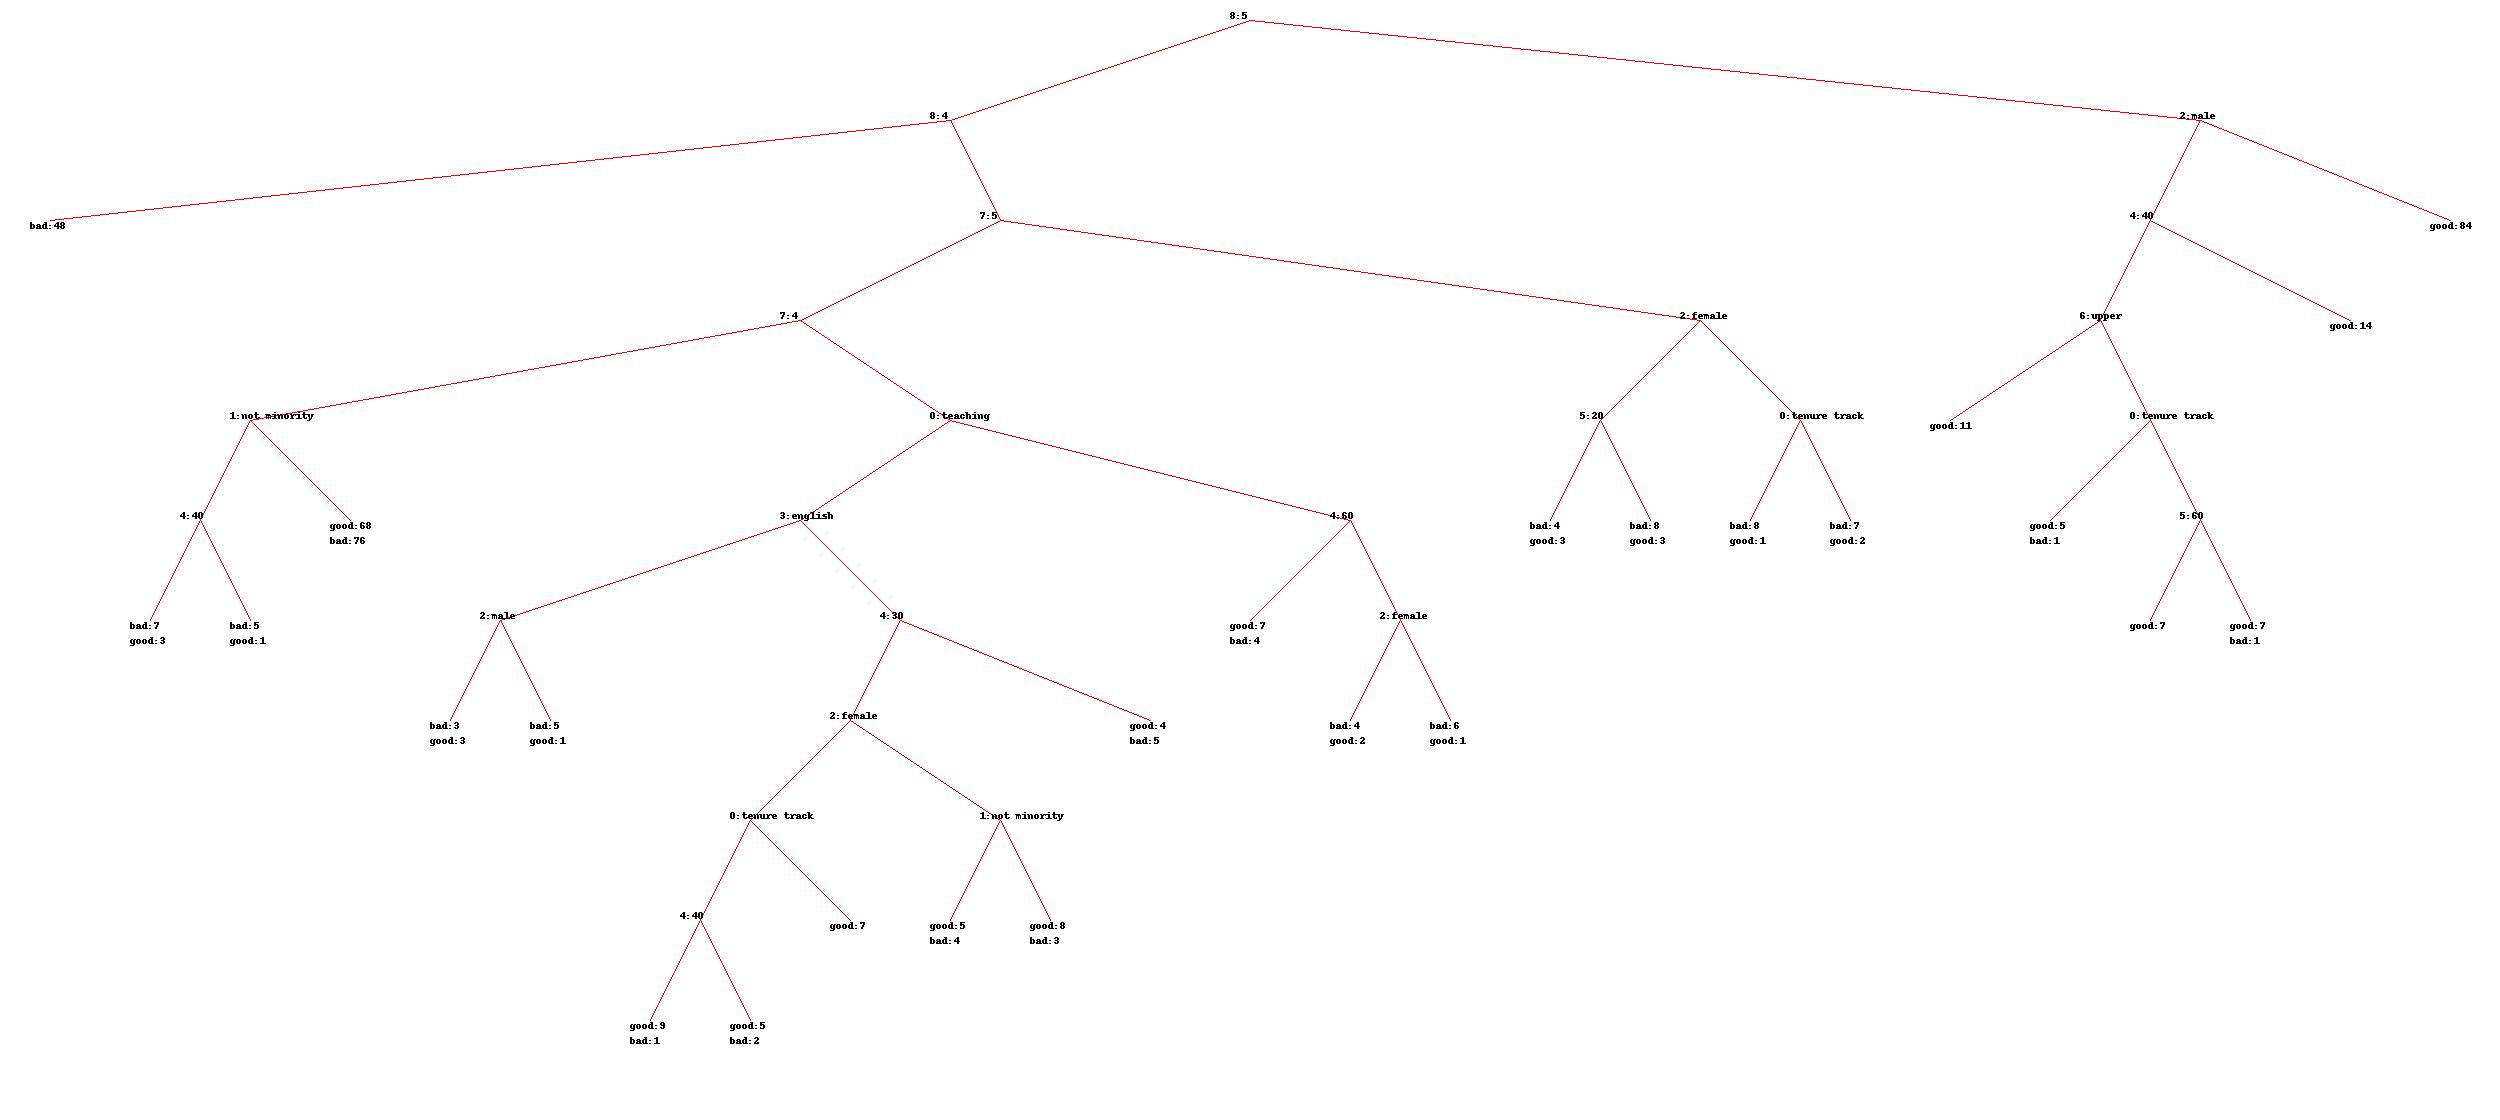 8:5
8:4
2:male
bad:48
7:5
4:40
good:84
7:4
2:female
6:upper
good:14
1:not minority
0:teaching
5:20
0:tenure track
good:11
0:tenure track
4:40
good:68
bad:76
3:english
4:60
bad:4
good:3
bad:8
good:3
bad:8
good:1
bad:7
good:2
good:5
bad:1
5:60
bad:7
good:3
bad:5
good:1
2:male
4:30
good:7
bad:4
2:female
good:7
good:7
bad:1
bad:3
good:3
bad:5
good:1
2:female
good:4
bad:5
bad:4
good:2
bad:6
good:1
0:tenure track
1:not minority
4:40
good:7
good:5
bad:4
good:8
bad:3
good:9
bad:1
good:5
bad:2